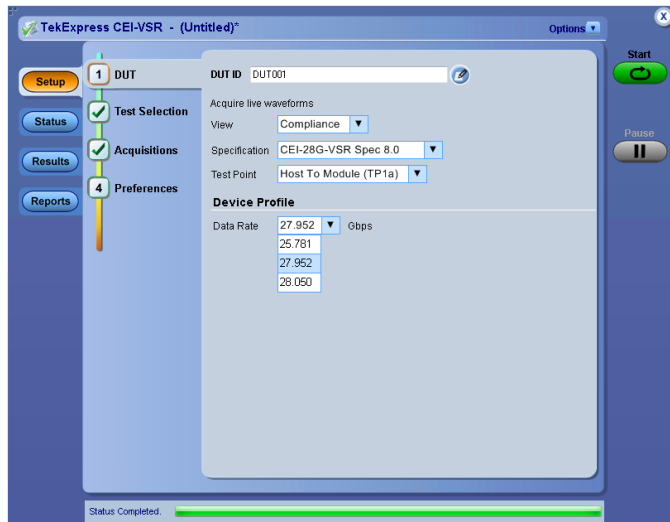 TekExpress CEI-VSR - (Untitled)*
Options
X
Start
Setup
1 DUT
DUT ID DUT001
Acquire live waveforms
Test Selection
View Compliance
Status
Pause
Acquisitions
Specification CEI-28G-VSR Spec 8.0
Results
Test Point Host To Module (TP1a)
4 Preferences
Reports
Device Profile
Data Rate 27.952 Gbps
25.781
27.952
28.050
Status Completed.